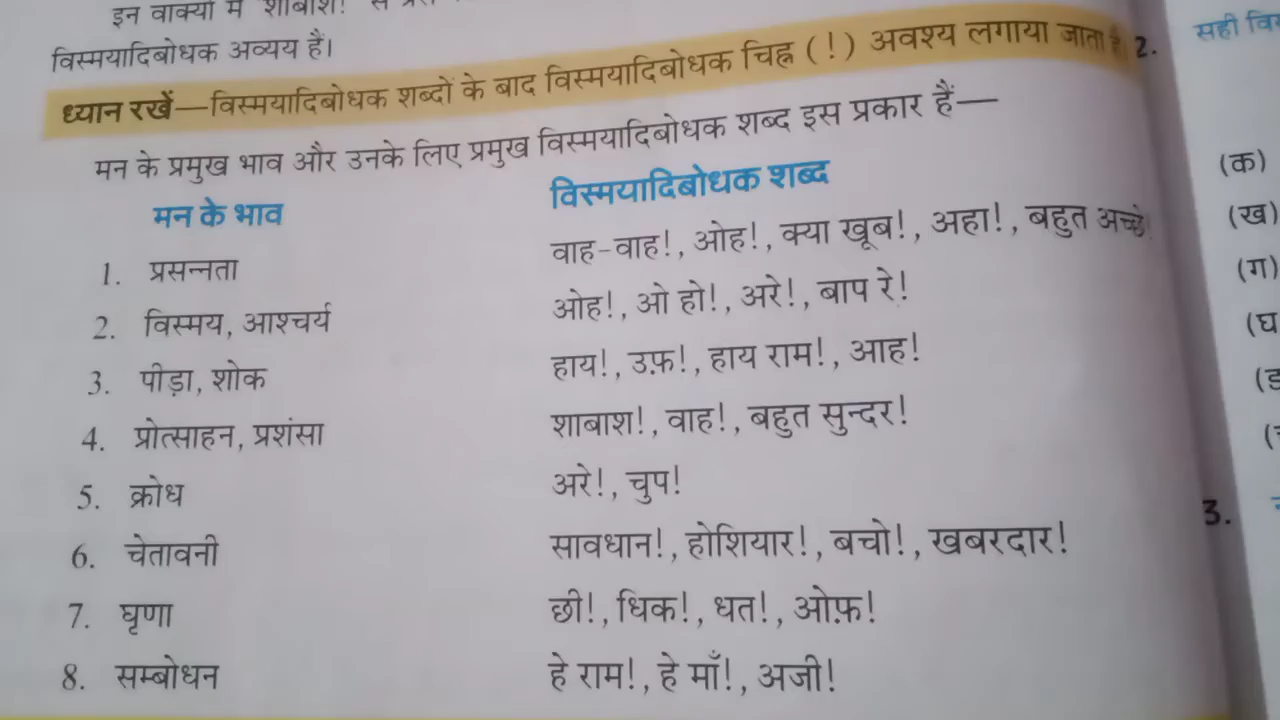 इन वाक्यों में 'शाबाश!'
विस्मयादिबोधक अव्यय हैं।
ध्यान रखें—विस्मयादिबोधक शब्दों के बाद विस्मयादिबोधक चिह्न (!) अवश्य लगाया जाता है।
मन के प्रमुख भाव और उनके लिए प्रमुख विस्मयादिबोधक शब्द इस प्रकार हैं—
मन के भाव विस्मयादिबोधक शब्द
1. प्रसन्नता वाह-वाह!, ओह!, क्या खूब!, अहा!, बहुत अच्छे!
2. विस्मय, आश्चर्य ओह!, ओ हो!, अरे!, बाप रे!
3. पीड़ा, शोक हाय!, उफ़!, हाय राम!, आह!
4. प्रोत्साहन, प्रशंसा शाबाश!, वाह!, बहुत सुन्दर!
5. क्रोध अरे!, चुप!
6. चेतावनी सावधान!, होशियार!, बचो!, खबरदार!
7. घृणा छी!, धिक!, धत!, ओफ़!
8. सम्बोधन हे राम!, हे माँ!, अजी!
2. सही
(क)
(ख)
(ग)
(घ
3.